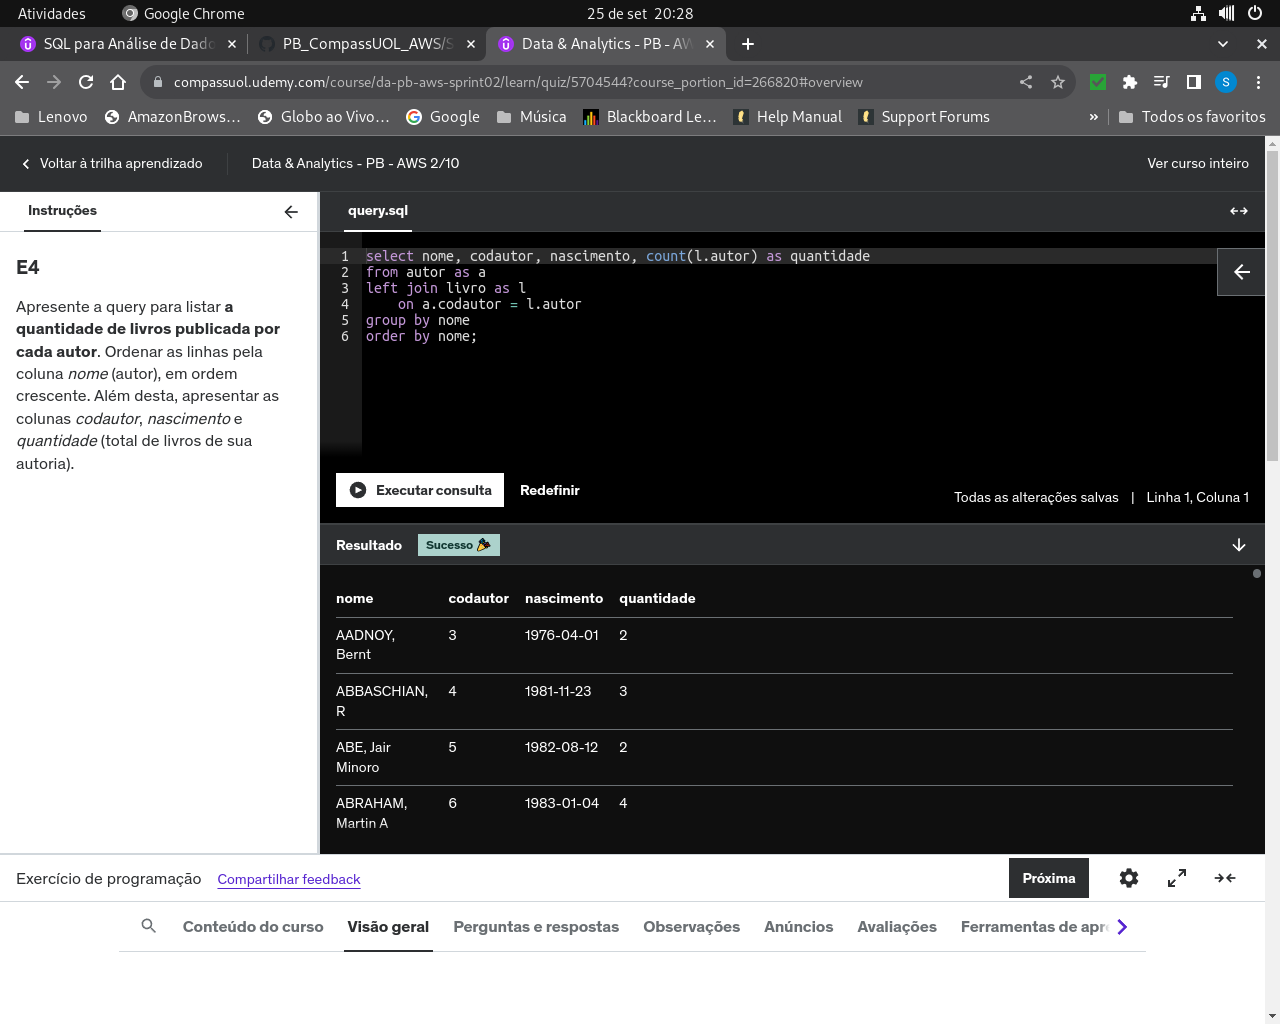 Atividades
Google Chrome
25 de set 20:28
SQL para Análise de Dado
PB_CompassUOL_AWS/S
Data & Analytics - PB - AW
compassuol.udemy.com/course/da-pb-aws-sprint02/learn/quiz/5704544?course_portion_id=266820#overview
S
Lenovo
AmazonBrows...
Globo ao Vivo...
Google
Música
Blackboard Le...
Help Manual
Support Forums
»
Todos os favoritos
Voltar à trilha aprendizado
Data & Analytics - PB - AWS 2/10
Ver curso inteiro
Instruções
query.sql
E4
Apresente a query para listar a
quantidade de livros publicada por
cada autor. Ordenar as linhas pela
coluna nome (autor), em ordem
crescente. Além desta, apresentar as
colunas codautor, nascimento e
quantidade (total de livros de sua
autoria).
1 select nome, codautor, nascimento, count(l.autor) as quantidade
2 from autor as a
3 left join livro as l
4 on a.codautor = l.autor
5 group by nome
6 order by nome;
Executar consulta
Redefinir
Todas as alterações salvas | Linha 1, Coluna 1
Resultado
Sucesso
nome codautor nascimento quantidade
AADNOY, 3 1976-04-01 2
Bernt
ABBASCHIAN, 4 1981-11-23 3
R
ABE, Jair 5 1982-08-12 2
Minoro
ABRAHAM, 6 1983-01-04 4
Martin A
Exercício de programação
Compartilhar feedback
Próxima
Conteúdo do curso
Visão geral
Perguntas e respostas
Observações
Anúncios
Avaliações
Ferramentas de apre